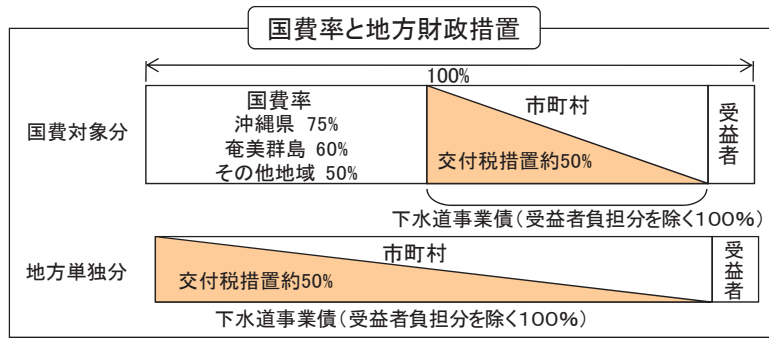 国費率と地方財政措置
100%
国費対象分
国費率
沖縄県 75%
奄美群島 60%
その他地域 50%
市町村
交付税措置約50%
受益者
下水道事業債(受益者負担分を除く100%)
地方単独分
市町村
交付税措置約50%
受益者
下水道事業債(受益者負担分を除く100%)